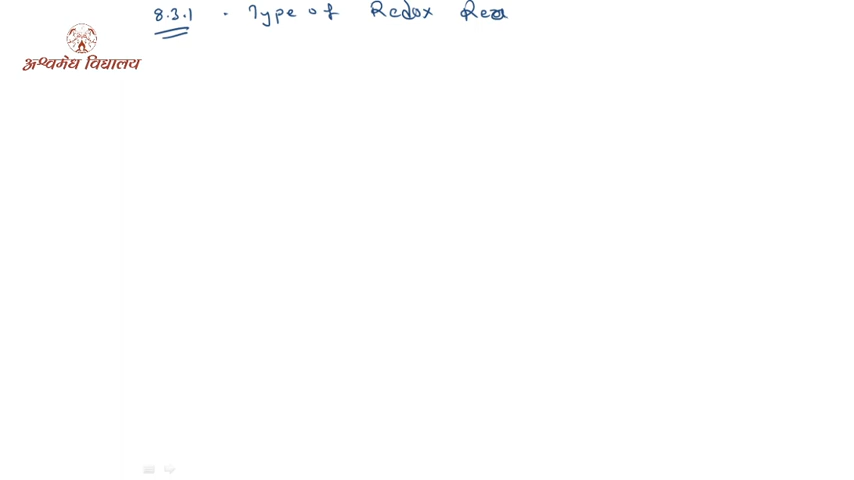 8.3.1 . Type of Redox Rea
अश्वमेध विद्यालय